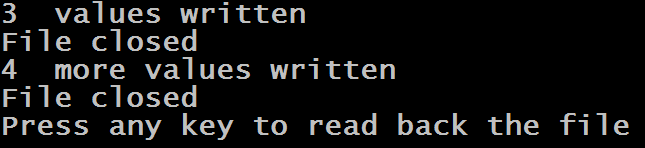 3  values written
File closed
4  more values written
File closed
Press any key to read back the file